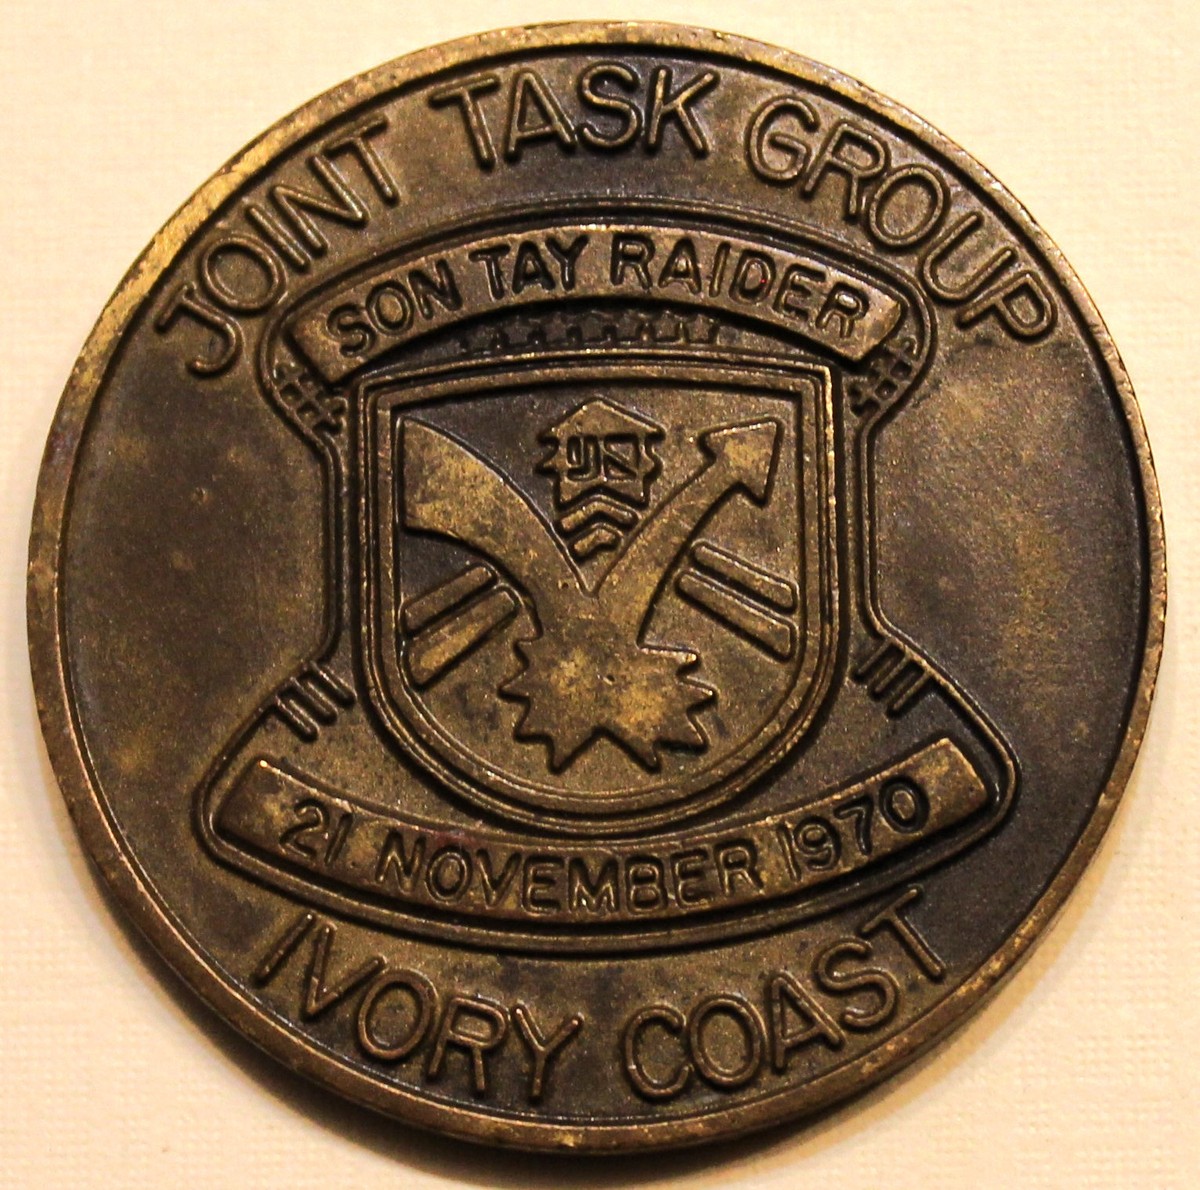 JOINT TASK GROUP
SON TAY RAIDER
21 NOVEMBER 1970
IVORY COAST